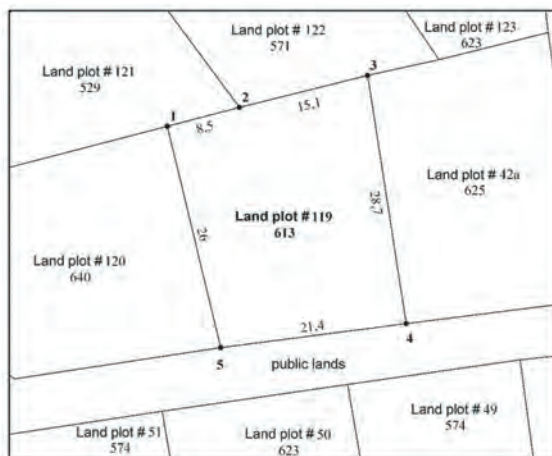 Land plot # 123
623
Land plot # 122
571
Land plot # 121
529
3
2
1
15,1
8,5
Land plot # 42a
625
28,7
Land plot # 119
613
26
Land plot # 120
640
21,4
4
5
public lands
Land plot # 49
574
Land plot # 51
574
Land plot # 50
623